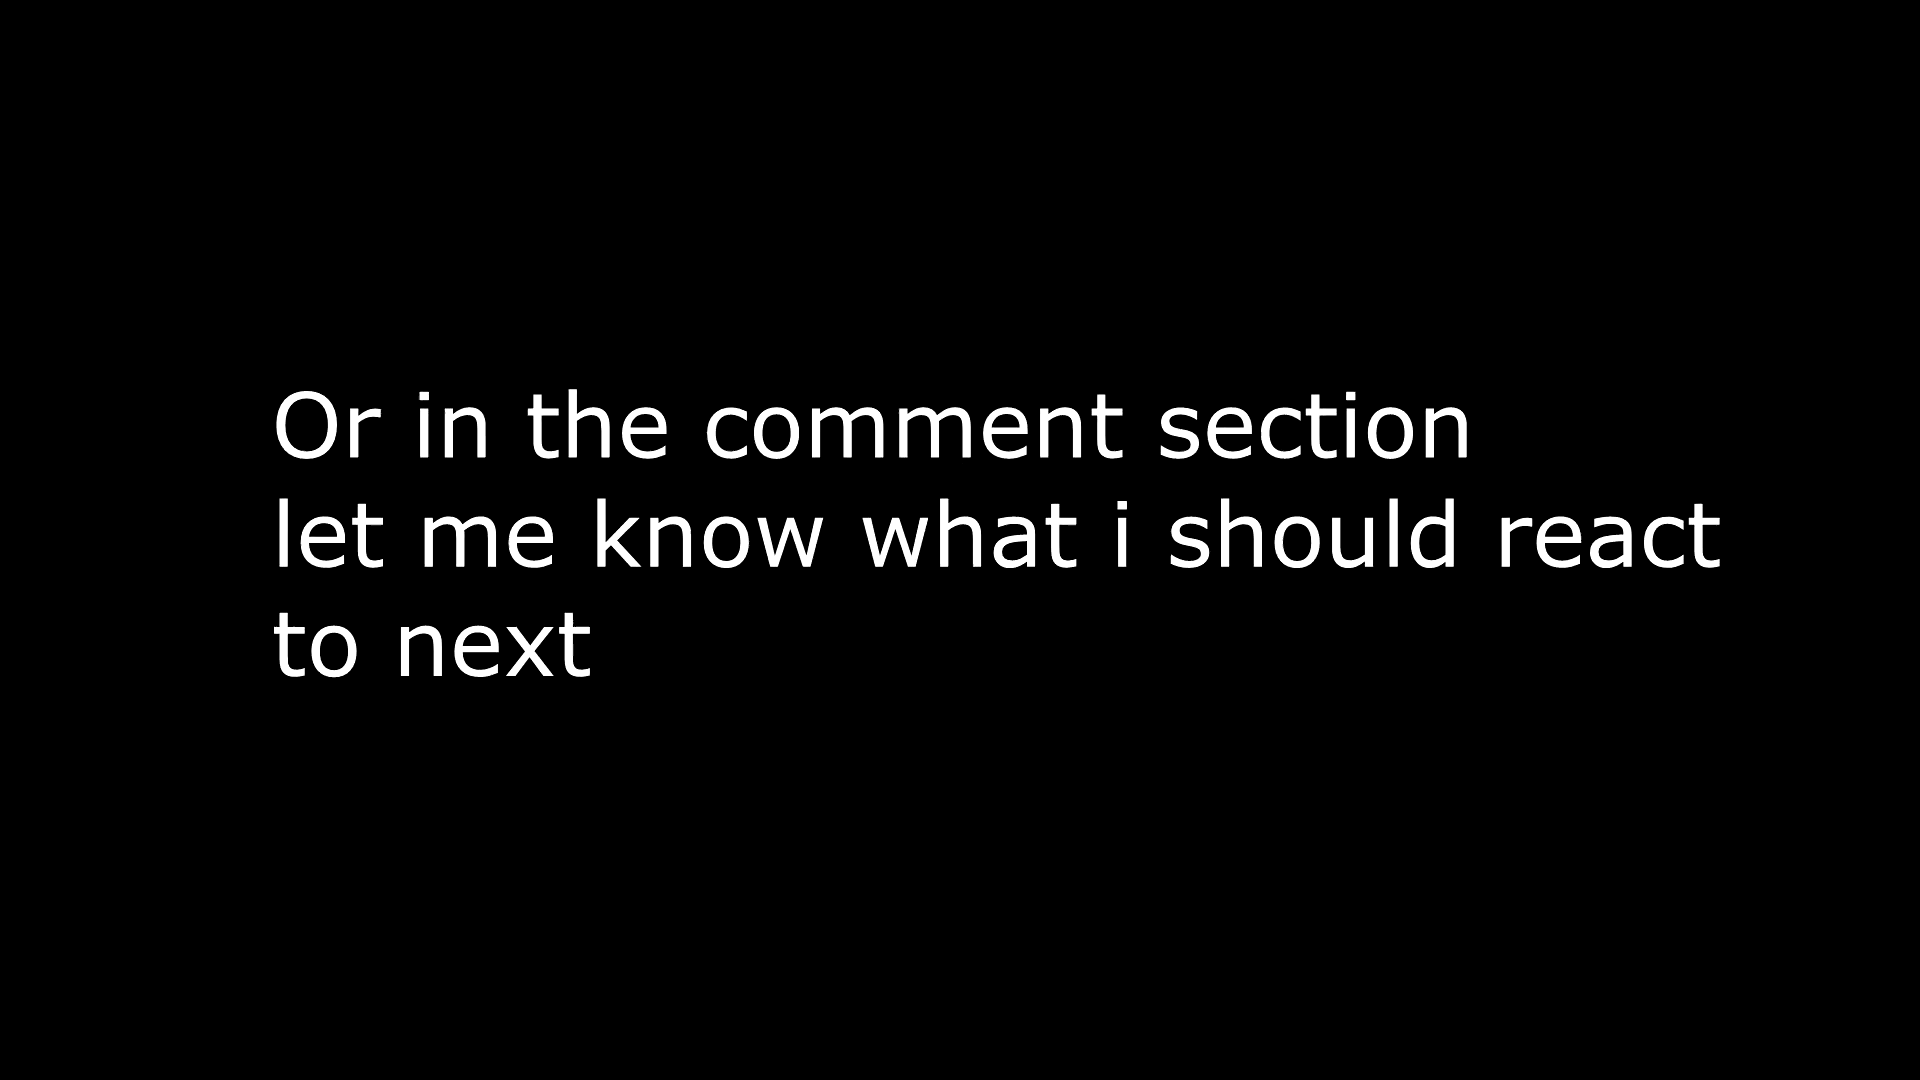 Or in the comment section
let me know what i should react
to next